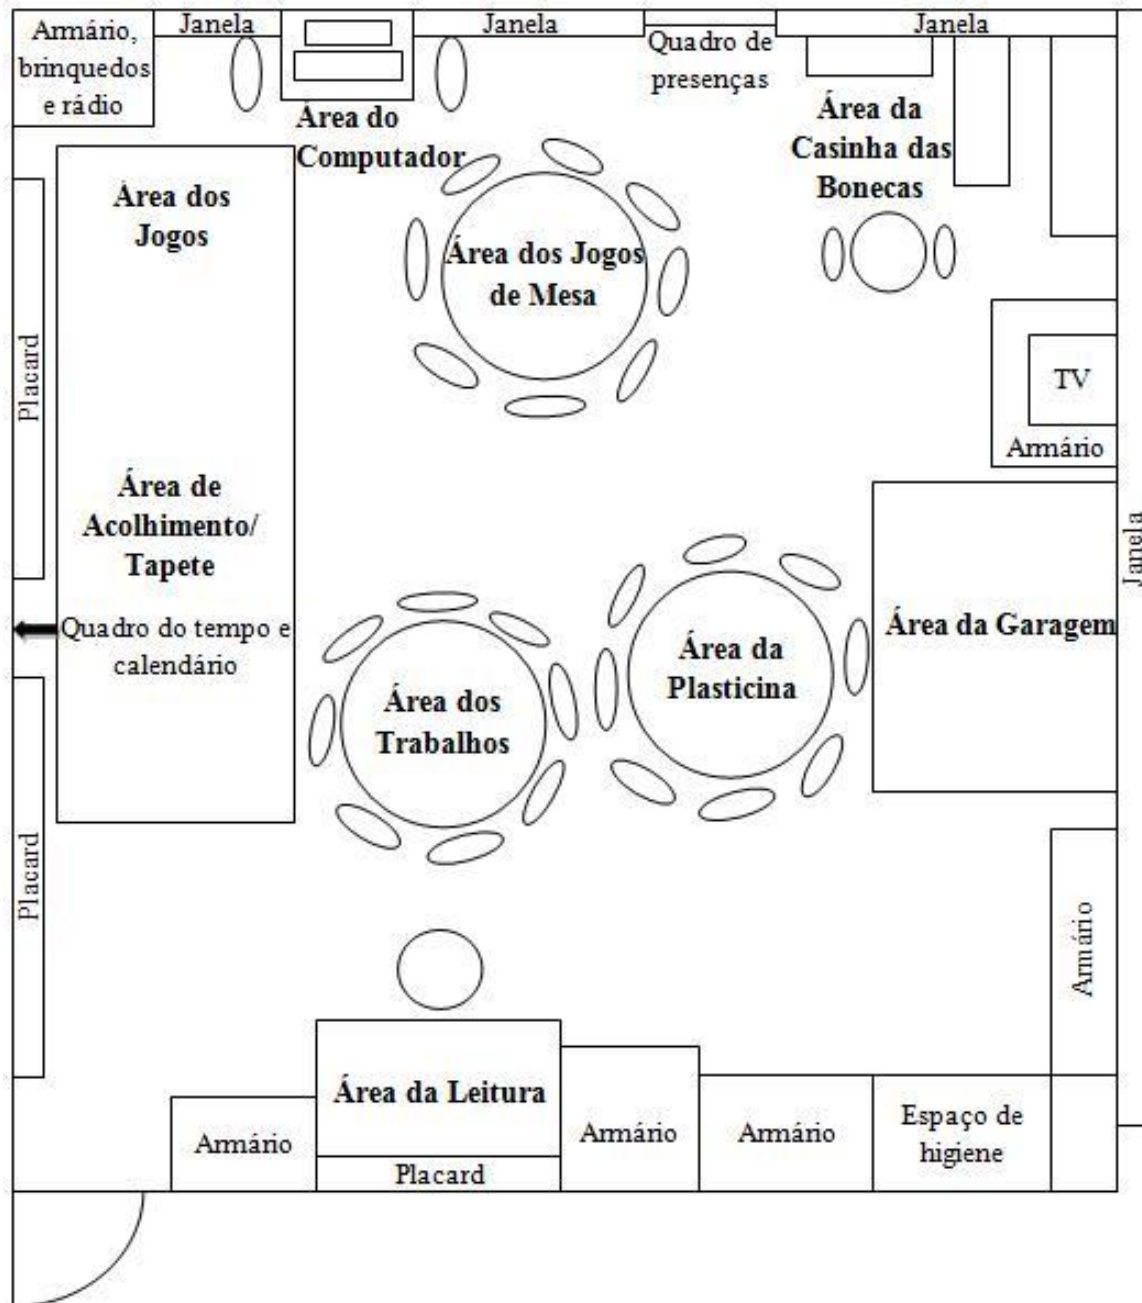 Armário,
brinquedos
e rádio
Janela
Janela
Quadro de
presenças
Janela
Área do
Computador
Área da
Casinha das
Bonecas
Área dos
Jogos
Área dos Jogos
de Mesa
Placard
TV
Armário
Área de
Acolhimento/
Tapete
Janela
Quadro do tempo e
calendário
Área da Garagem
Área da
Plasticina
Área dos
Trabalhos
Placard
Armário
Área da Leitura
Armário
Armário
Armário
Espaço de
higiene
Placard